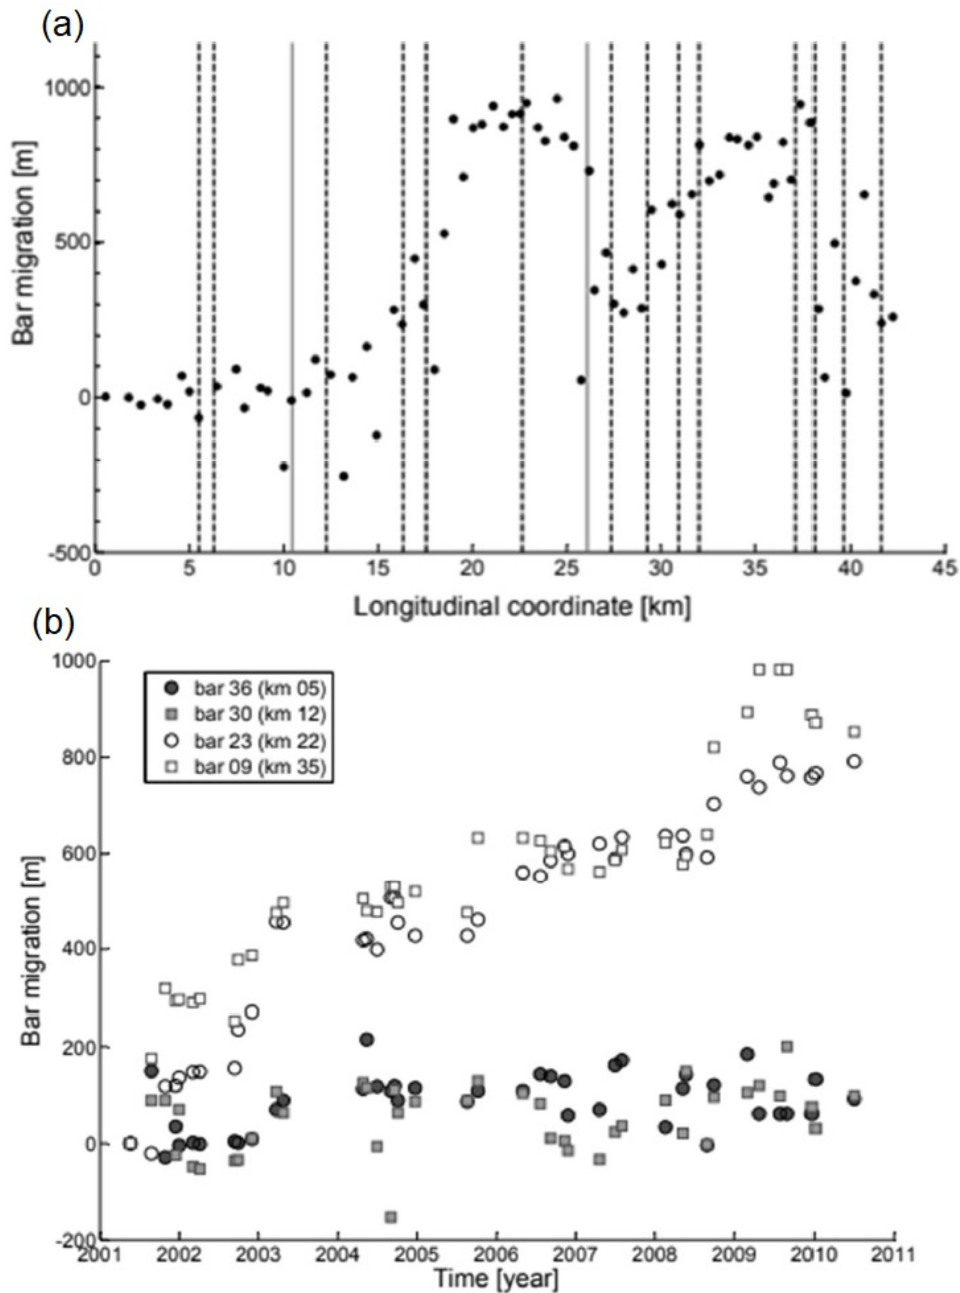 (a)
1000
500
0
-500
Bar migration [m]
0 5 10 15 20 25 30 35 40 45
Longitudinal coordinate [km]
(b)
1000
800
600
400
200
0
-200
Bar migration [m]
bar 36 (km 05)
bar 30 (km 12)
bar 23 (km 22)
bar 09 (km 35)
2001 2002 2003 2004 2005 2006 2007 2008 2009 2010 2011
Time [year]